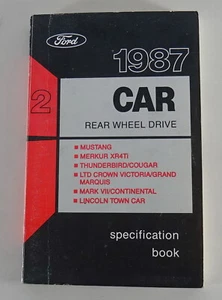 Ford
1987
2
CAR
REAR WHEEL DRIVE
MUSTANG
MERKUR XR4Ti
THUNDERBIRD/COUGAR
LTD CROWN VICTORIA/GRAND
MARQUIS
MARK VII/CONTINENTAL
LINCOLN TOWN CAR
specification
book